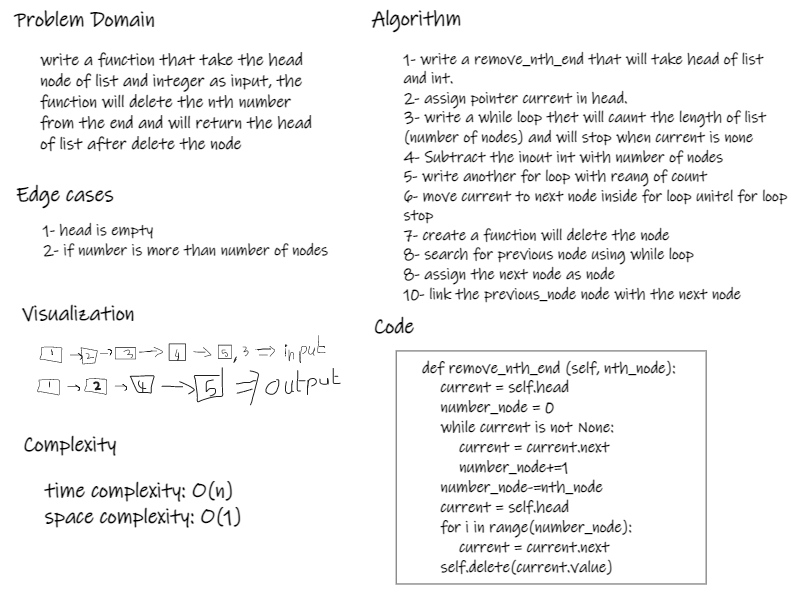 Problem Domain
write a function that take the head
node of list and integer as input, the
function will delete the nth number
from the end and will return the head
of list after delete the node
Edge cases
1- head is empty
2- if number is more than number of nodes
Visualization
1 → 2 → 3 → 4 → 5, 3 => input
1 → 2 → 4 → 5 => output
Complexity
time complexity: O(n)
space complexity: O(1)
Algorithm
1- write a remove_nth_end that will take head of list
and int.
2- assign pointer current in head.
3- write a while loop thet will caunt the length of list
(number of nodes) and will stop when current is none
4- Subtract the inout int with number of nodes
5- write another for loop with reang of count
6- move current to next node inside for loop unitel for loop
stop
7- create a function will delete the node
8- search for previous node using while loop
8- assign the next node as node
10- link the previous_node node with the next node
Code
def remove_nth_end (self, nth_node):
current = self.head
number_node = 0
while current is not None:
current = current.next
number_node+=1
number_node-=nth_node
current = self.head
for i in range(number_node):
current = current.next
self.delete(current.value)